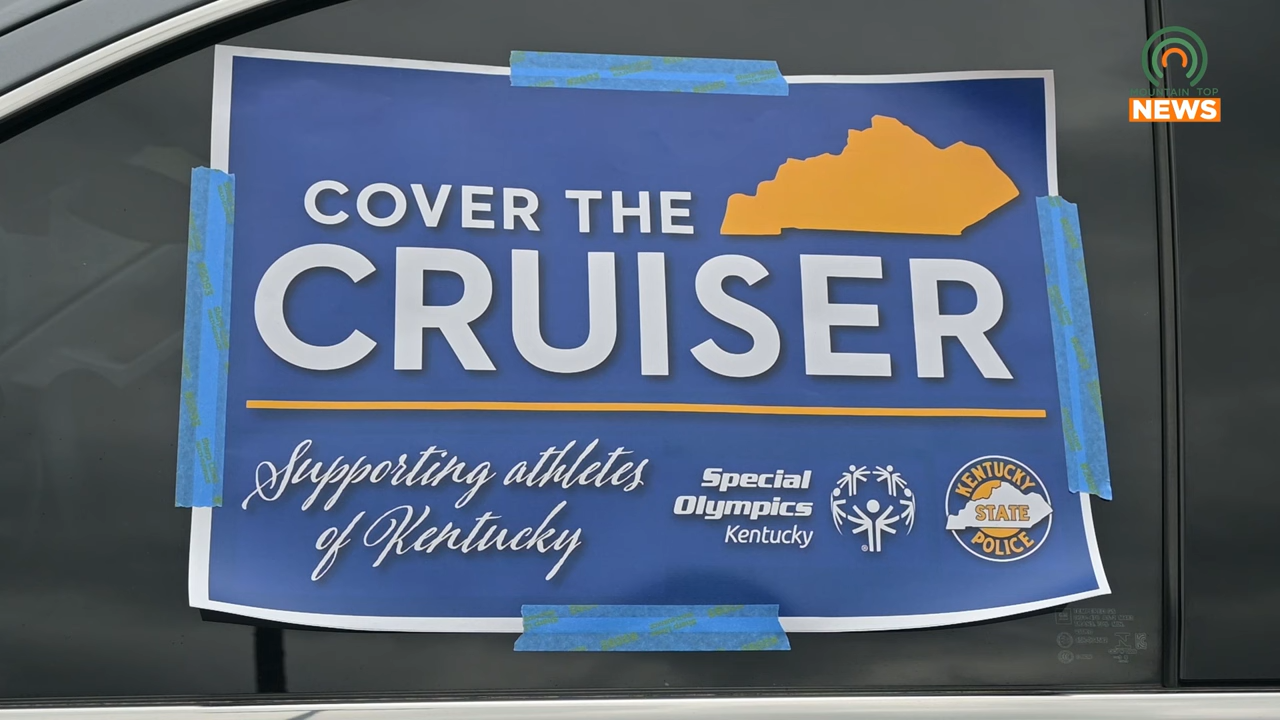 MOUNTAIN TOP
NEWS
COVER THE
CRUISER
Supporting athletes
of Kentucky
Special
Olympics
Kentucky
®
KENTUCKY
STATE
POLICE